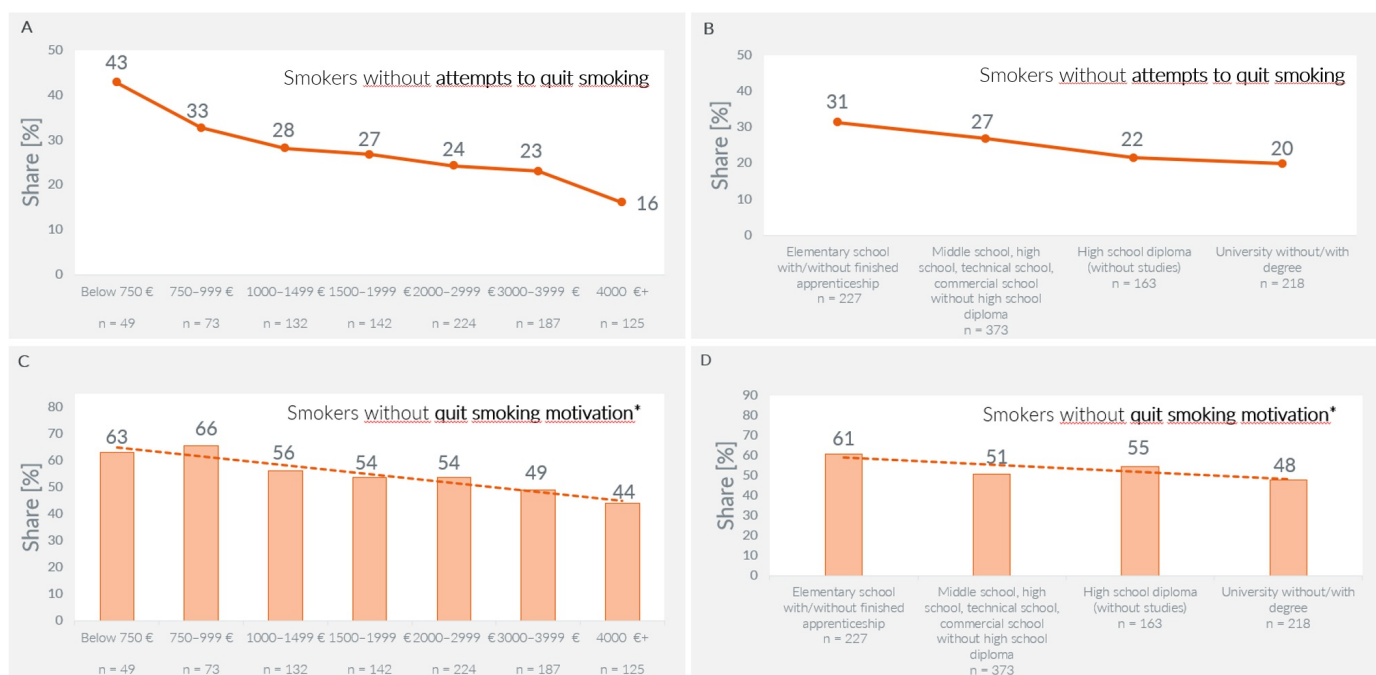 A
Smokers without attempts to quit smoking
Share [%]
50
40
30
20
10
0
43
33
28
27
24
23
16
Below 750 €
750–999 €
1000–1499 €
1500–1999 €
2000–2999 €
3000–3999 €
4000 €+
n = 49
n = 73
n = 132
n = 142
n = 224
n = 187
n = 125
B
Smokers without attempts to quit smoking
Share [%]
50
40
30
20
10
0
31
27
22
20
Elementary school
with/without finished
apprenticeship
n = 227
Middle school, high
school, technical school,
commercial school
without high school
diploma
n = 373
High school diploma
(without studies)
n = 163
University without/with
degree
n = 218
C
Smokers without quit smoking motivation*
Share [%]
80
70
60
50
40
30
20
10
0
63
66
56
54
54
49
44
Below 750 €
750–999 €
1000–1499 €
1500–1999 €
2000–2999 €
3000–3999 €
4000 €+
n = 49
n = 73
n = 132
n = 142
n = 224
n = 187
n = 125
D
Smokers without quit smoking motivation*
Share [%]
90
80
70
60
50
40
30
20
10
0
61
51
55
48
Elementary school
with/without finished
apprenticeship
n = 227
Middle school, high
school, technical school,
commercial school
without high school
diploma
n = 373
High school diploma
(without studies)
n = 163
University without/with
degree
n = 218